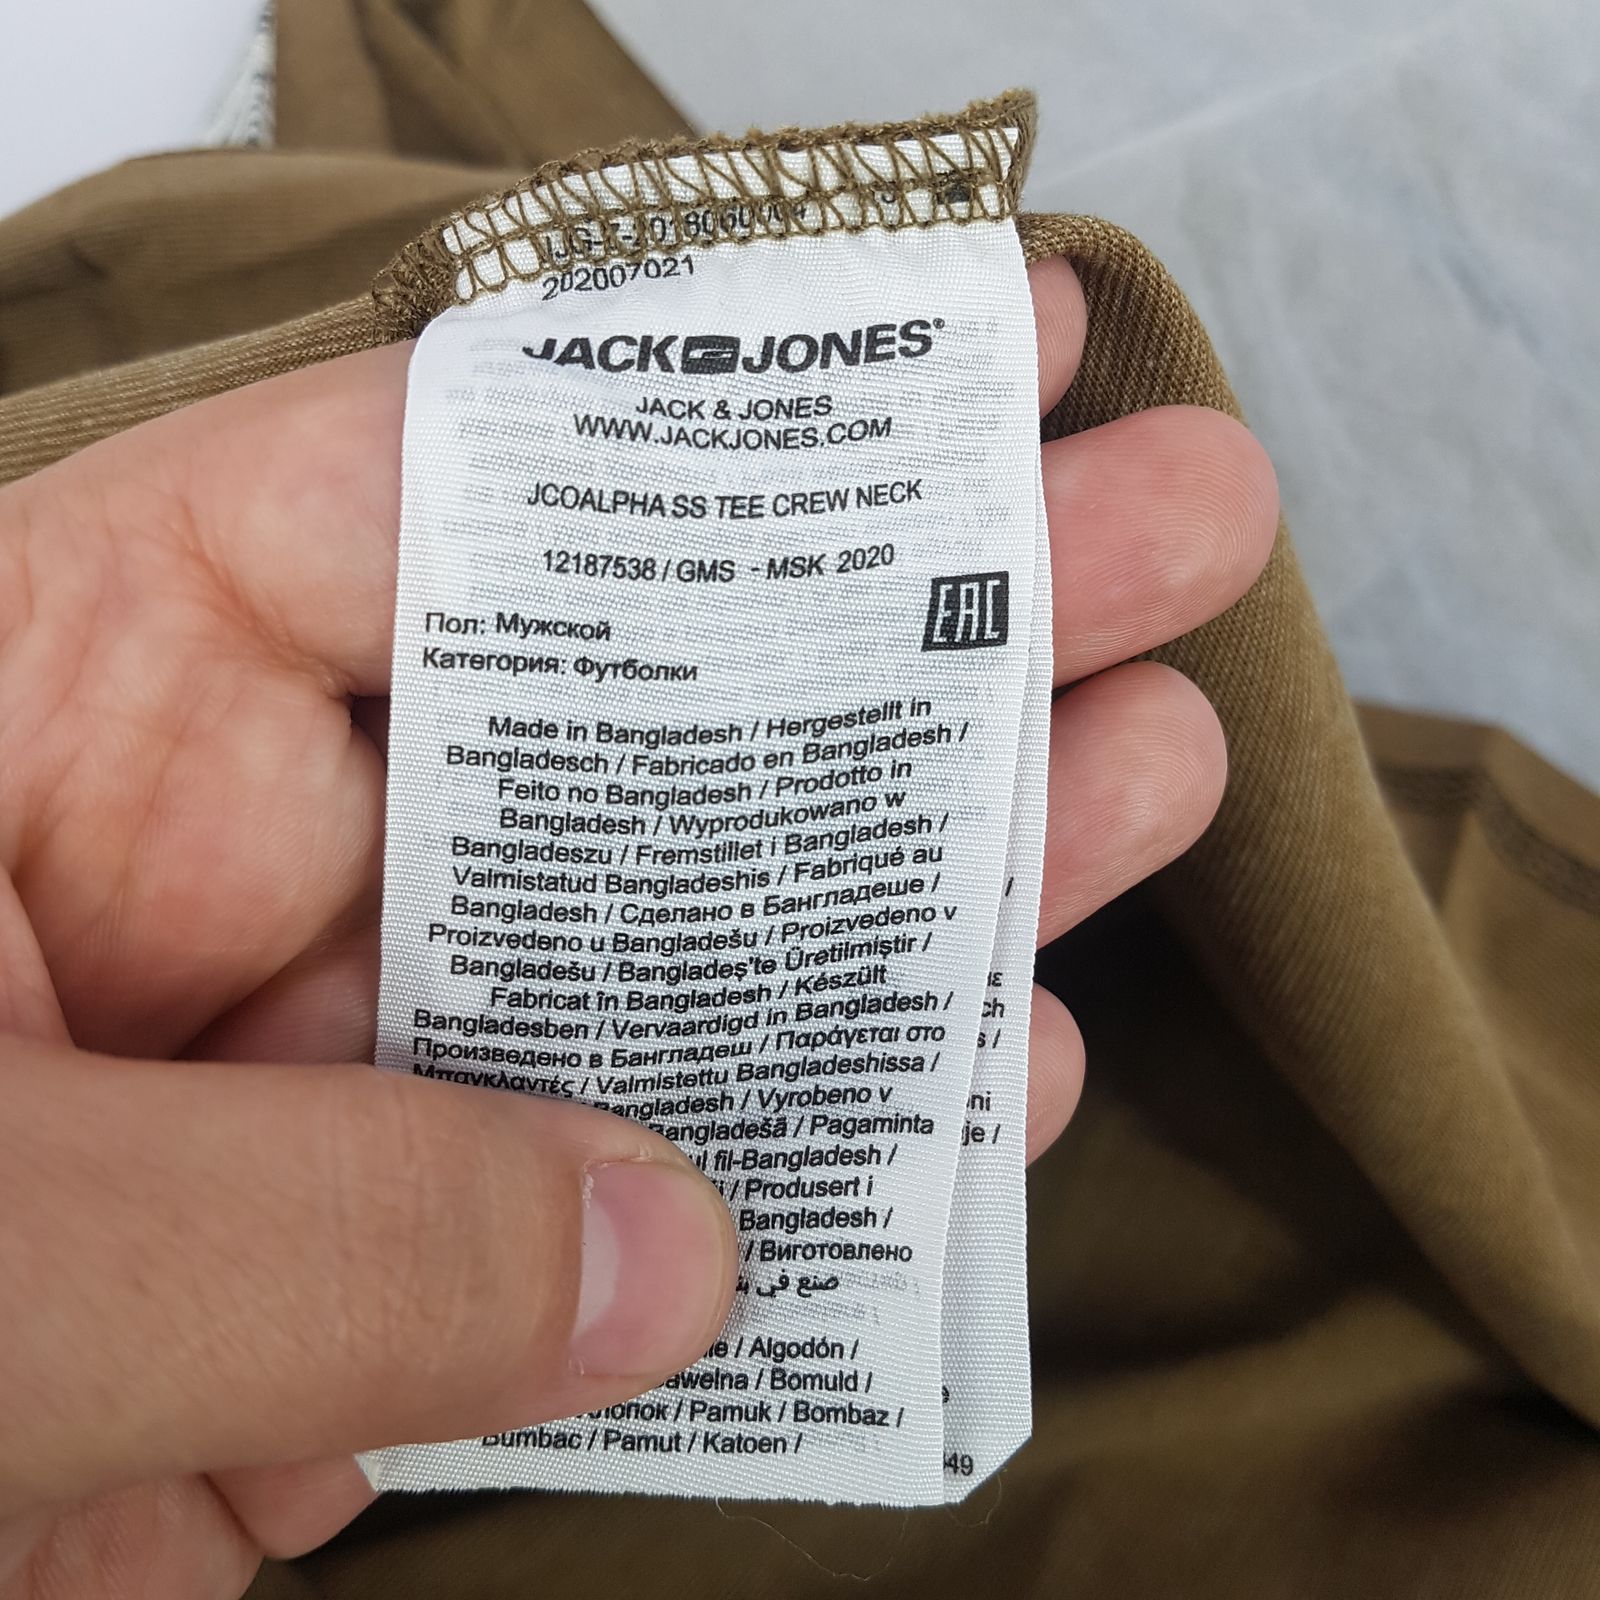 202007021
JACK JONES®
JACK & JONES
WWW.JACKJONES.COM
JCOALPHA SS TEE CREW NECK
12187538 / GMS - MSK 2020
EAC
Пол: Мужской
Категория: Футболки
Made in Bangladesh / Hergestellt in
Bangladesch / Fabricado en Bangladesh /
Feito no Bangladesh / Prodotto in
Bangladesh / Wyprodukowano w
Bangladeszu / Fremstillet i Bangladesh /
Valmistatud Bangladeshis / Fabriqué au
Bangladesh / Сделано в Бангладеше /
Proizvedeno u Bangladešu / Proizvedeno v
Bangladešu / Bangladeş'te Üretilmiştir /
Fabricat în Bangladesh / Készült
Bangladesben / Vervaardigd in Bangladesh /
Произведено в Бангладеш / Παράγεται στο
Μπαγκλαντές / Valmistettu Bangladeshissa /
Bangladesh / Vyrobeno v
Bangladešā / Pagaminta
fil-Bangladesh /
/ Produsert i
Bangladesh /
/ Виготовлено
صنع في
/ Algodón /
/ Bomuld /
/ Pamuk / Bombaz /
Bumbac / Pamut / Katoen /